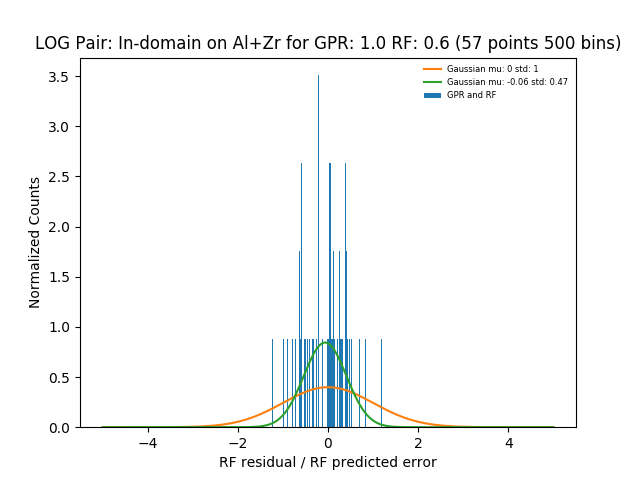 LOG Pair: In-domain on Al+Zr for GPR: 1.0 RF: 0.6 (57 points 500 bins)
Gaussian mu: 0 std: 1
Gaussian mu: -0.06 std: 0.47
GPR and RF
Normalized Counts
3.5
3.0
2.5
2.0
1.5
1.0
0.5
0.0
−4
−2
0
2
4
RF residual / RF predicted error